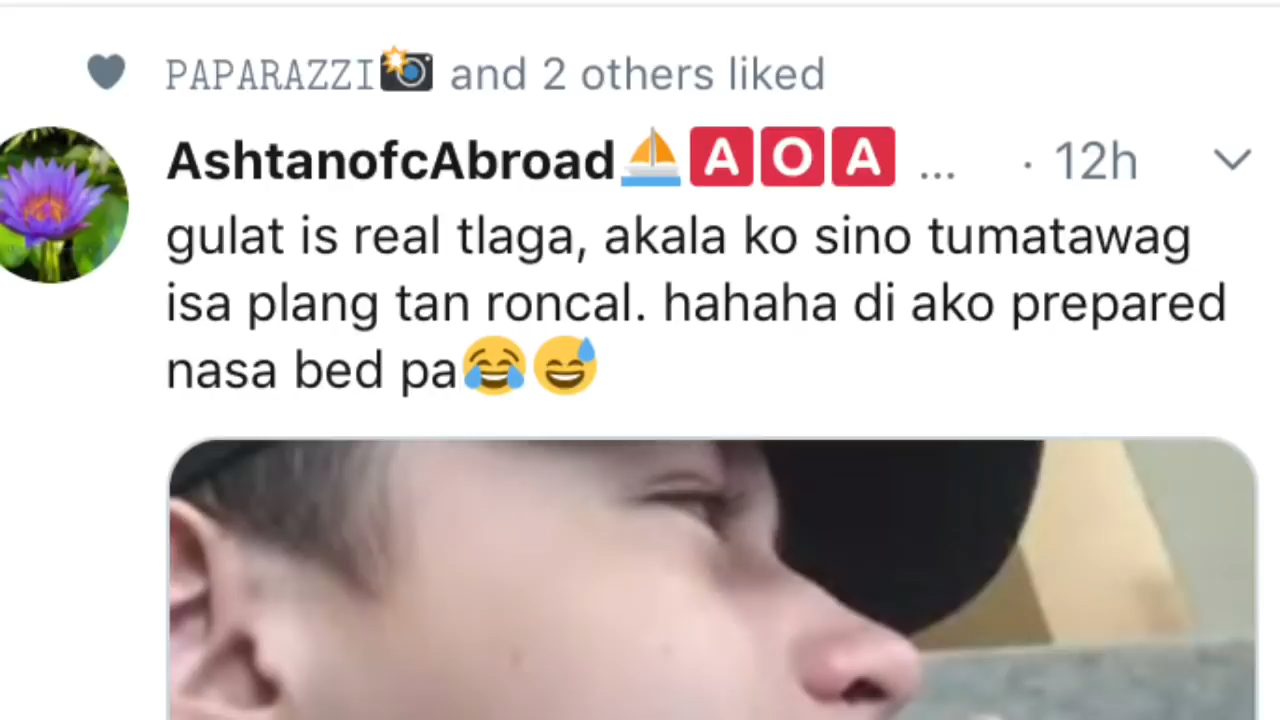 PAPARAZZI📸 and 2 others liked
AshtanofcAbroad⛵🅰🅾🅰 ... · 12h
gulat is real tlaga, akala ko sino tumatawag
isa plang tan roncal. hahaha di ako prepared
nasa bed pa😂😅